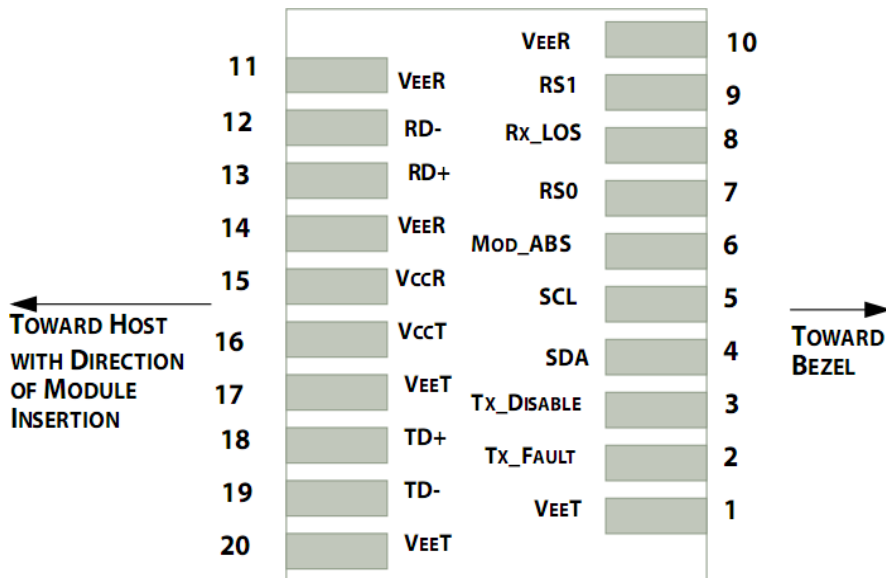 11 VEER
12 RD-
13 RD+
14 VEER
15 VCCR
16 VCCT
17 VEET
18 TD+
19 TD-
20 VEET
TOWARD HOST
WITH DIRECTION
OF MODULE
INSERTION
VEER 10
RS1 9
RX_LOS 8
RS0 7
MOD_ABS 6
SCL 5
SDA 4
TX_DISABLE 3
TX_FAULT 2
VEET 1
TOWARD
BEZEL